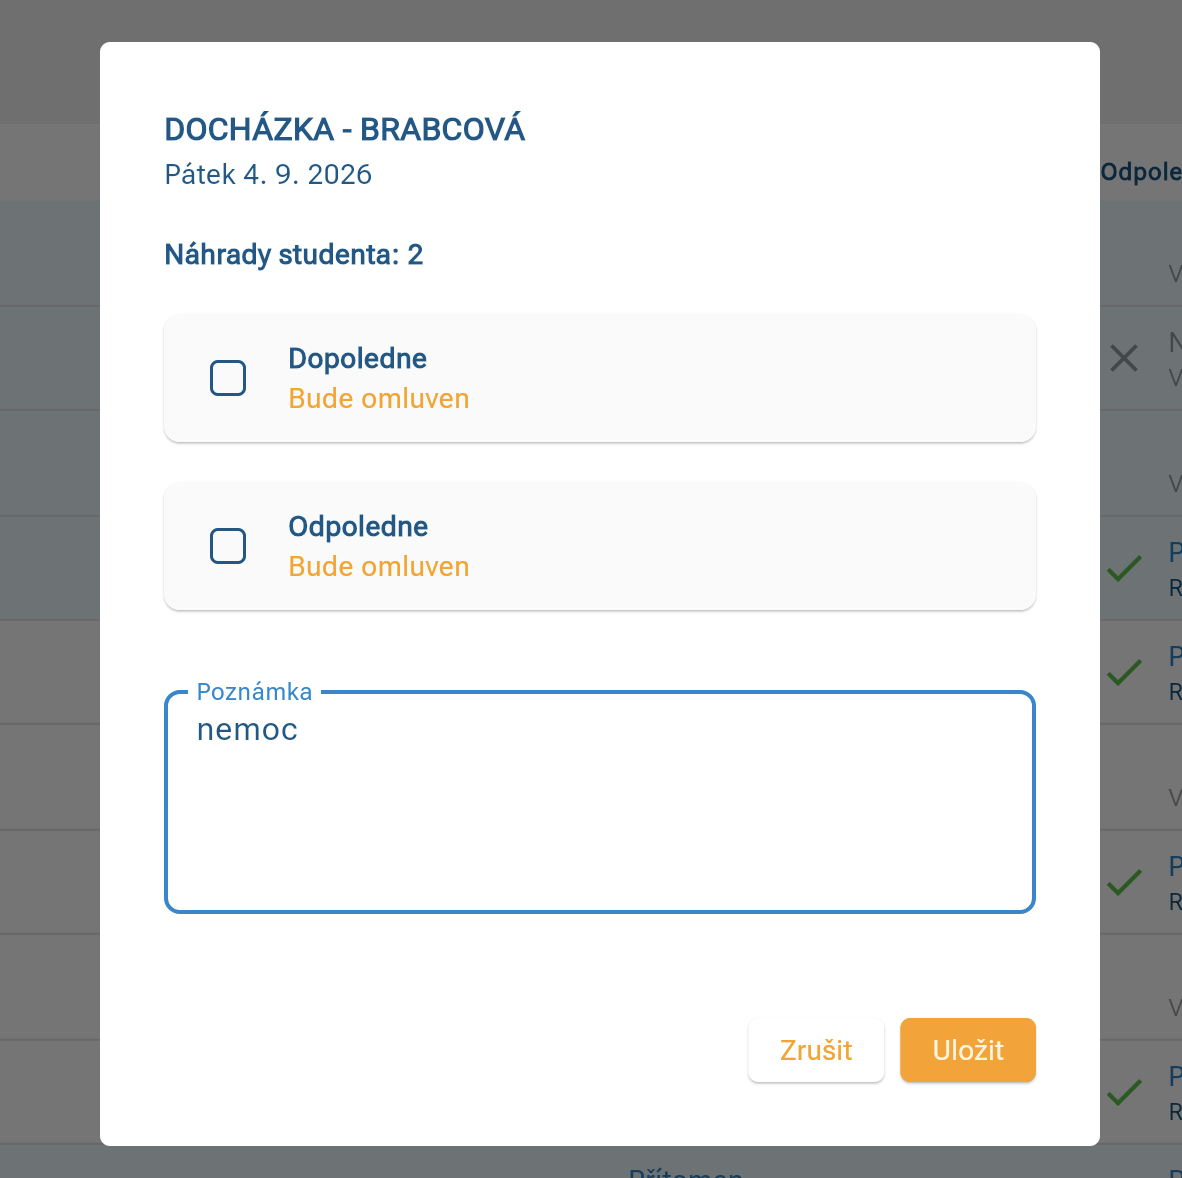 DOCHÁZKA - BRABCOVÁ
Pátek 4. 9. 2026
Náhrady studenta: 2
Dopoledne
Bude omluven
Odpoledne
Bude omluven
Poznámka
nemoc
Zrušit
Uložit
Přítomen